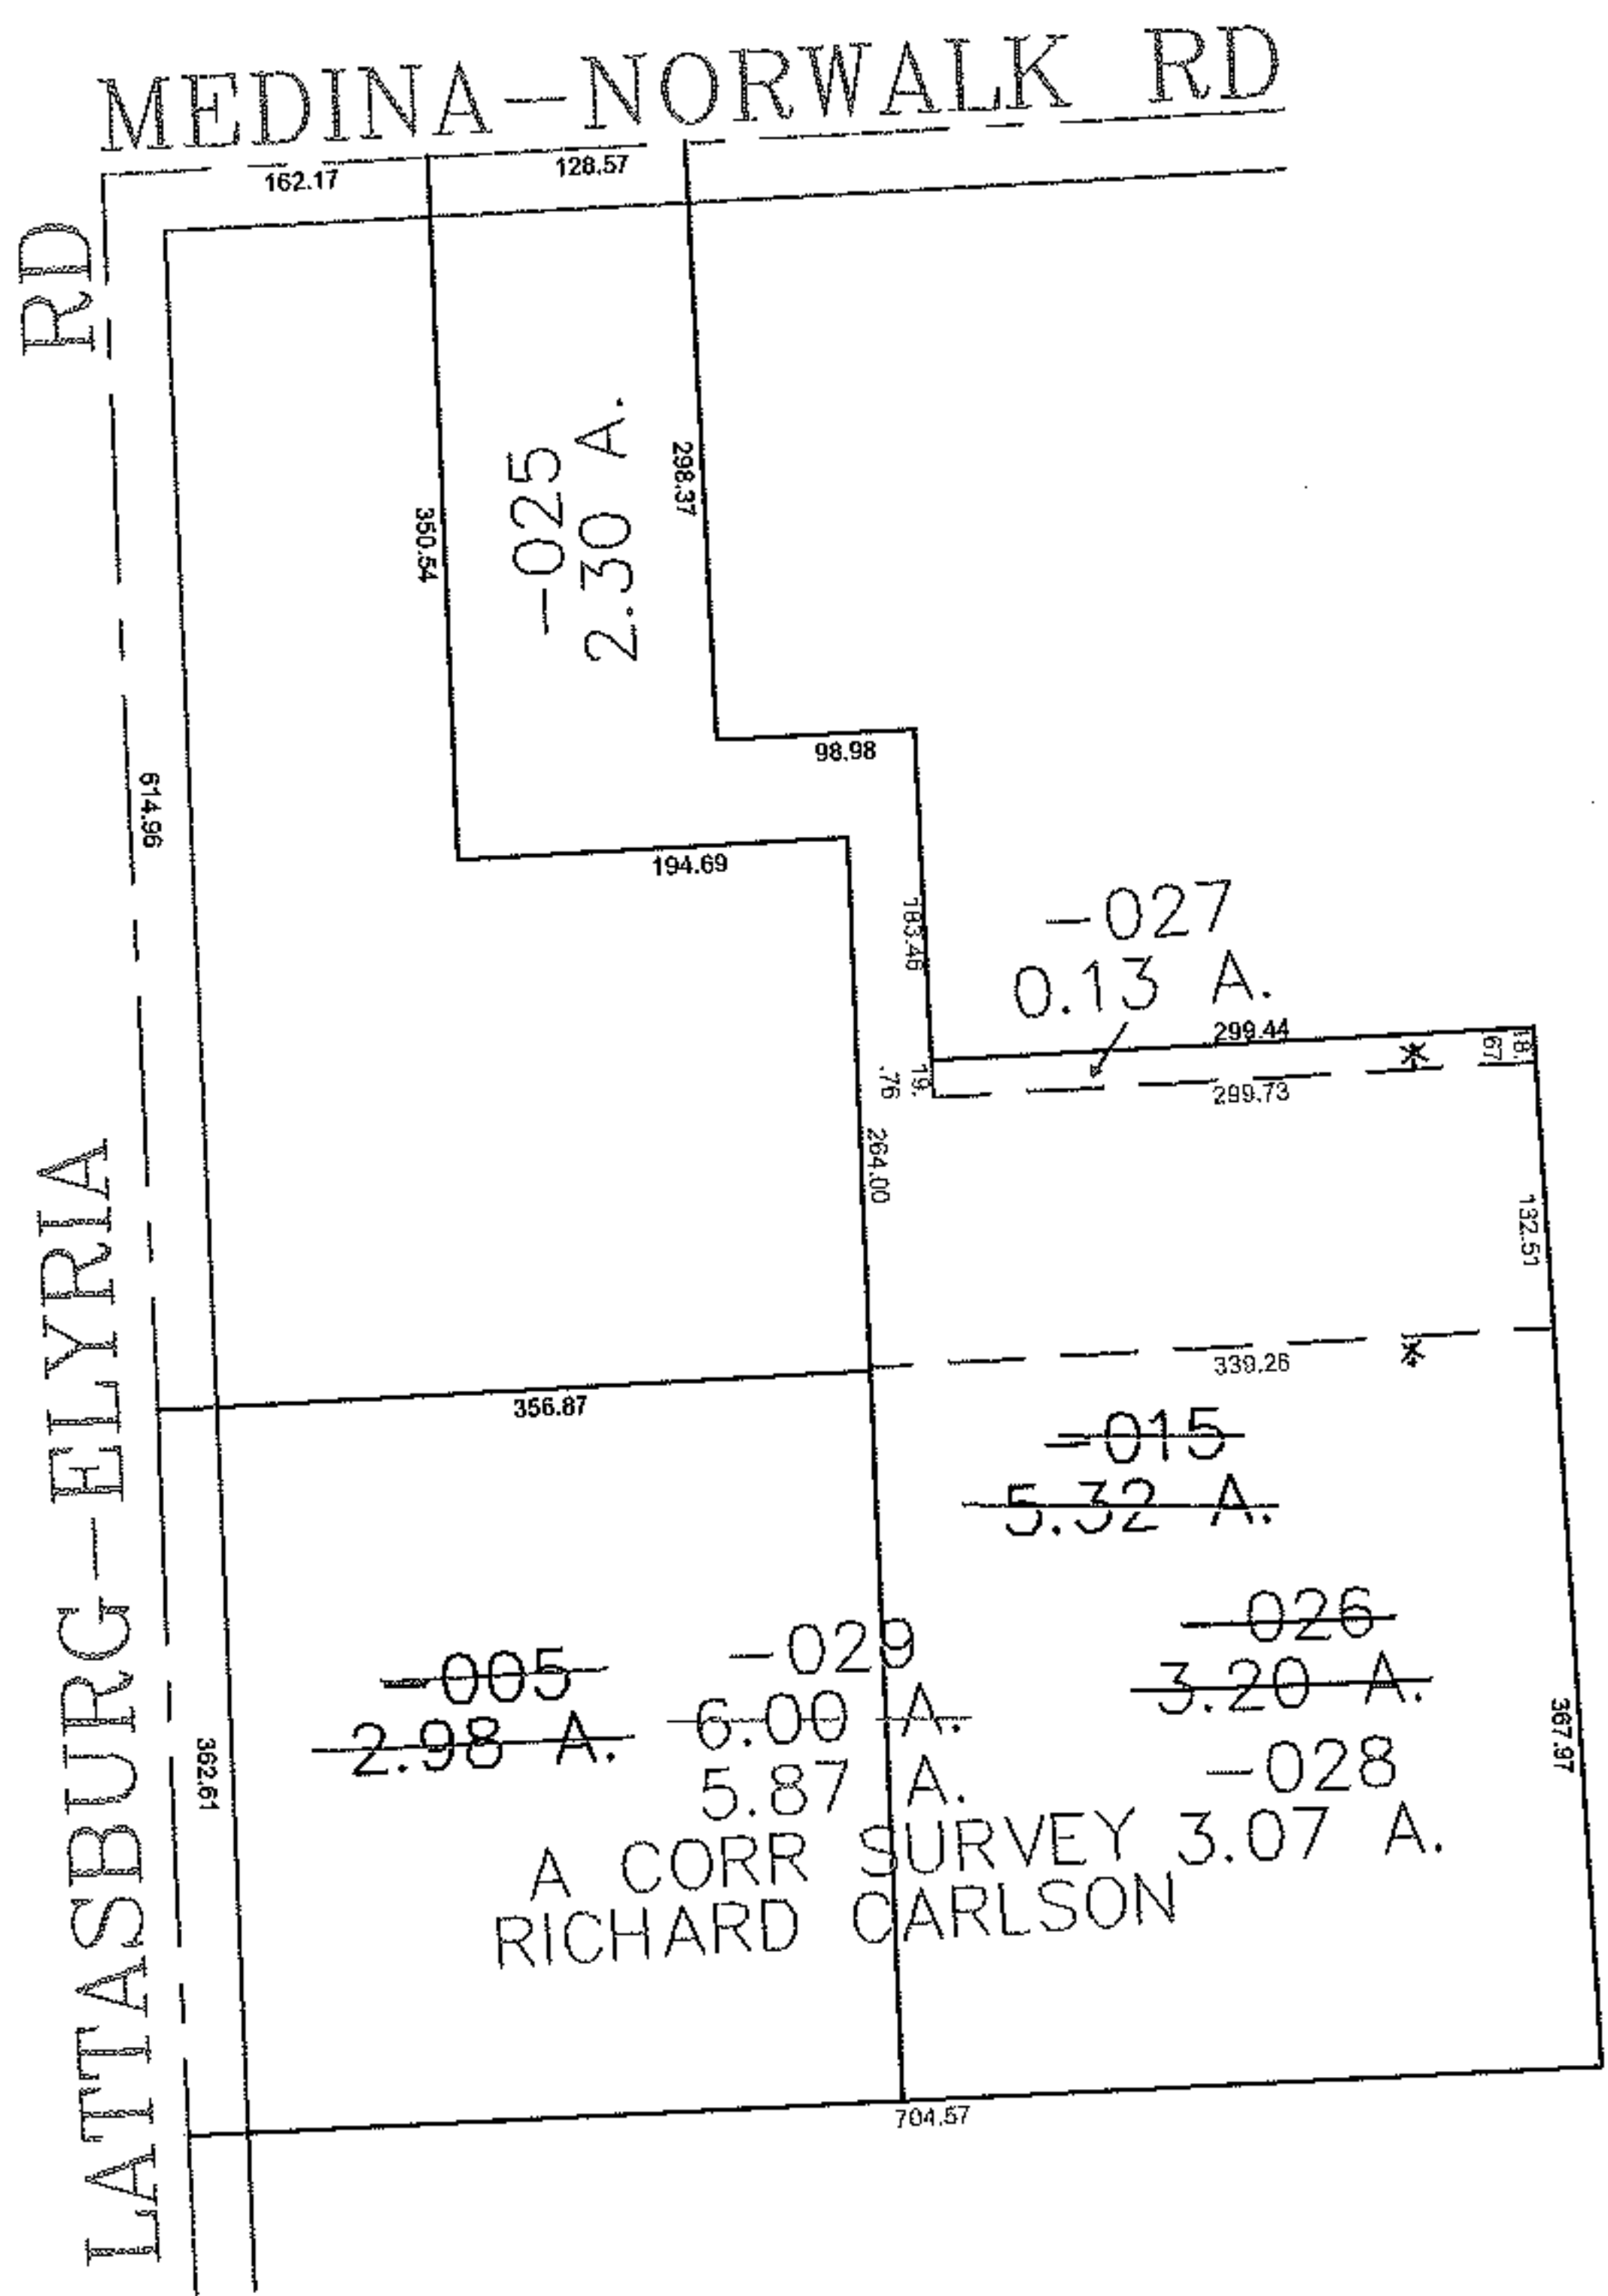 MEDINA-NORWALK RD
162.17
128.57
LATTASBURG-ELYRIA RD
-025
2.30 A.
298.37
350.54
98.98
614.96
194.69
183.46
-027
0.13 A.
299.44
18.
67
19.
.76
299.73
264.00
132.50
339.26
356.87
-015
5.32 A.
-026
3.20 A.
-005
2.98 A.
-029
6.00 A.
5.87 A.
-028
3.07 A.
362.61
367.97
A CORR SURVEY
RICHARD CARLSON
704.57